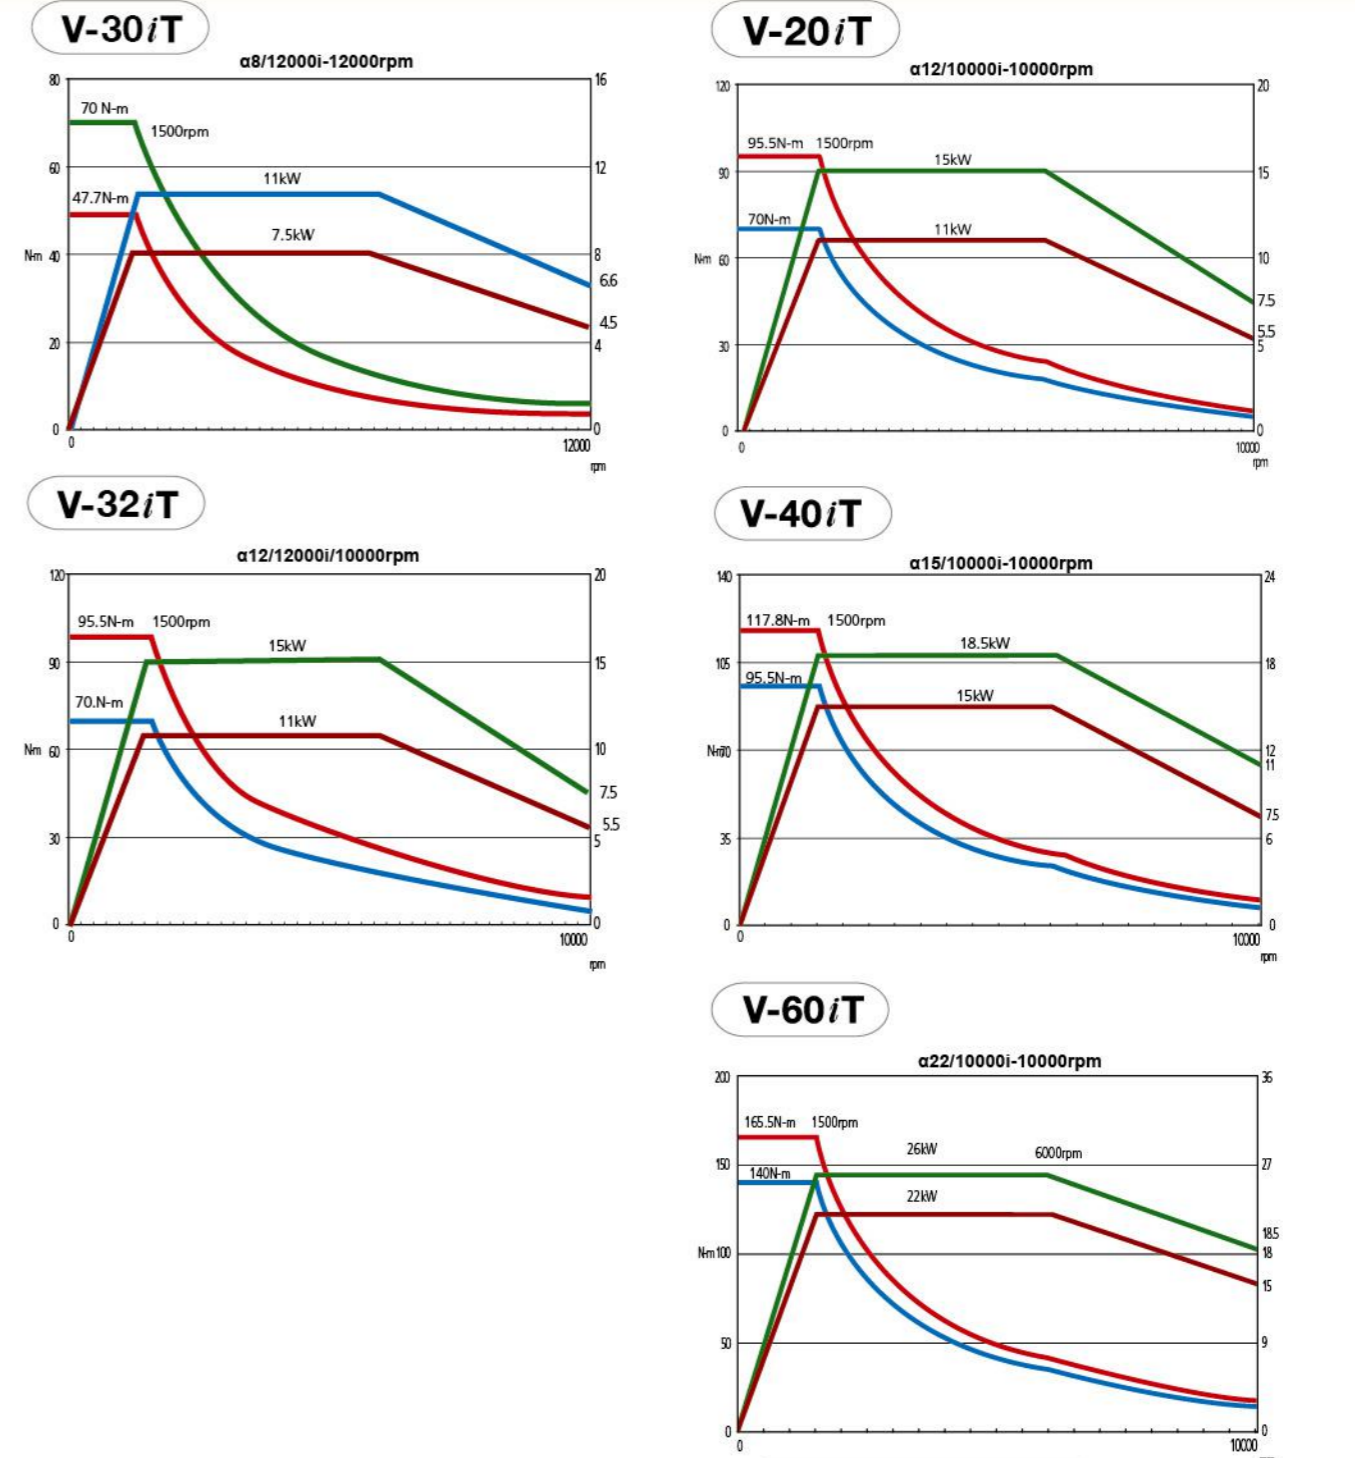 V-30iT
α8/12000i-12000rpm
80
16
70 N-m
1500rpm
60
12
11kW
47.7N-m
7.5kW
N-m
40
8
6.6
4.5
20
4
0
0
0
12000
rpm
V-20iT
α12/10000i-10000rpm
120
20
95.5N-m
1500rpm
15kW
90
15
70N-m
11kW
N-m
60
10
7.5
5.5
30
5
0
0
0
10000
rpm
V-32iT
α12/12000i/10000rpm
120
20
95.5N-m
1500rpm
15kW
90
15
70.N-m
11kW
N-m
60
10
7.5
5.5
30
5
0
0
0
10000
rpm
V-40iT
α15/10000i-10000rpm
140
24
117.8N-m
1500rpm
18.5kW
105
18
95.5N-m
15kW
N-m
70
12
11
7.5
35
6
0
0
0
10000
rpm
V-60iT
α22/10000i-10000rpm
200
36
165.5N-m
1500rpm
26kW
6000rpm
150
27
140N-m
22kW
18.5
N-m
100
18
15
50
9
0
0
0
10000